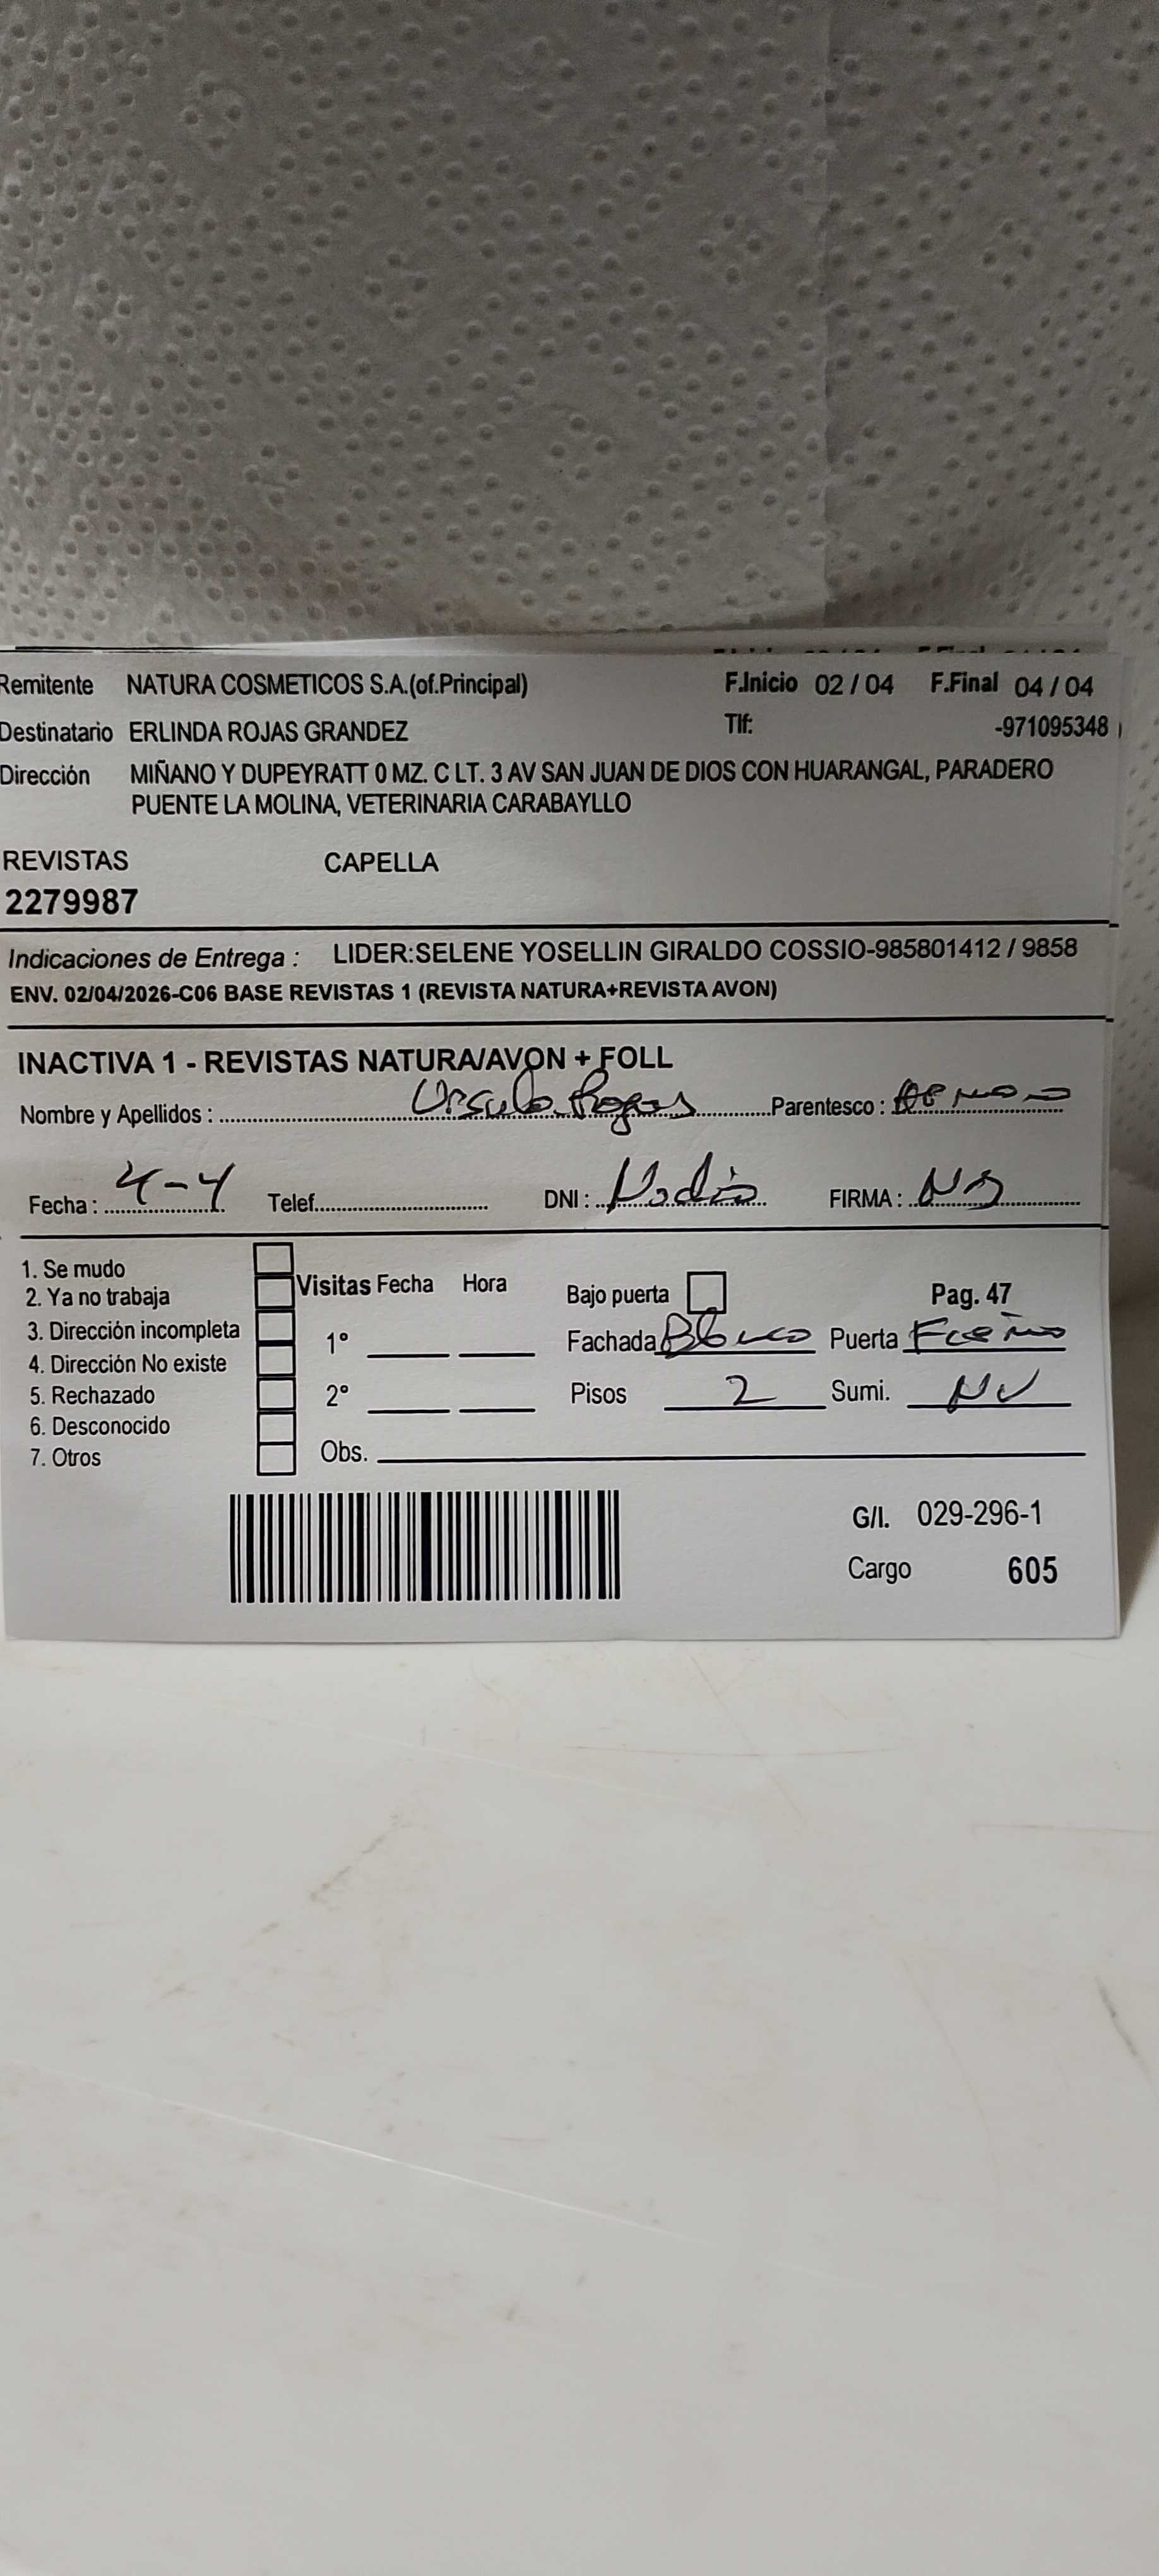 Remitente NATURA COSMETICOS S.A.(of.Principal) F.Inicio 02 / 04 F.Final 04 / 04
Destinatario ERLINDA ROJAS GRANDEZ Tlf: -971095348
Dirección MIÑANO Y DUPEYRATT 0 MZ. C LT. 3 AV SAN JUAN DE DIOS CON HUARANGAL, PARADERO
PUENTE LA MOLINA, VETERINARIA CARABAYLLO
REVISTAS CAPELLA
2279987
Indicaciones de Entrega : LIDER:SELENE YOSELLIN GIRALDO COSSIO-985801412 / 9858
ENV. 02/04/2026-C06 BASE REVISTAS 1 (REVISTA NATURA+REVISTA AVON)
INACTIVA 1 - REVISTAS NATURA/AVON + FOLL
Nombre y Apellidos : Ursula Rojas Parentesco :
Fecha : 4-4 Telef. DNI : FIRMA :
1. Se mudo
2. Ya no trabaja
3. Dirección incompleta
4. Dirección No existe
5. Rechazado
6. Desconocido
7. Otros
Visitas Fecha Hora
1°
2°
Obs.
Bajo puerta Pag. 47
Fachada Blanco Puerta
Pisos 2 Sumi. NV
G/I. 029-296-1
Cargo 605